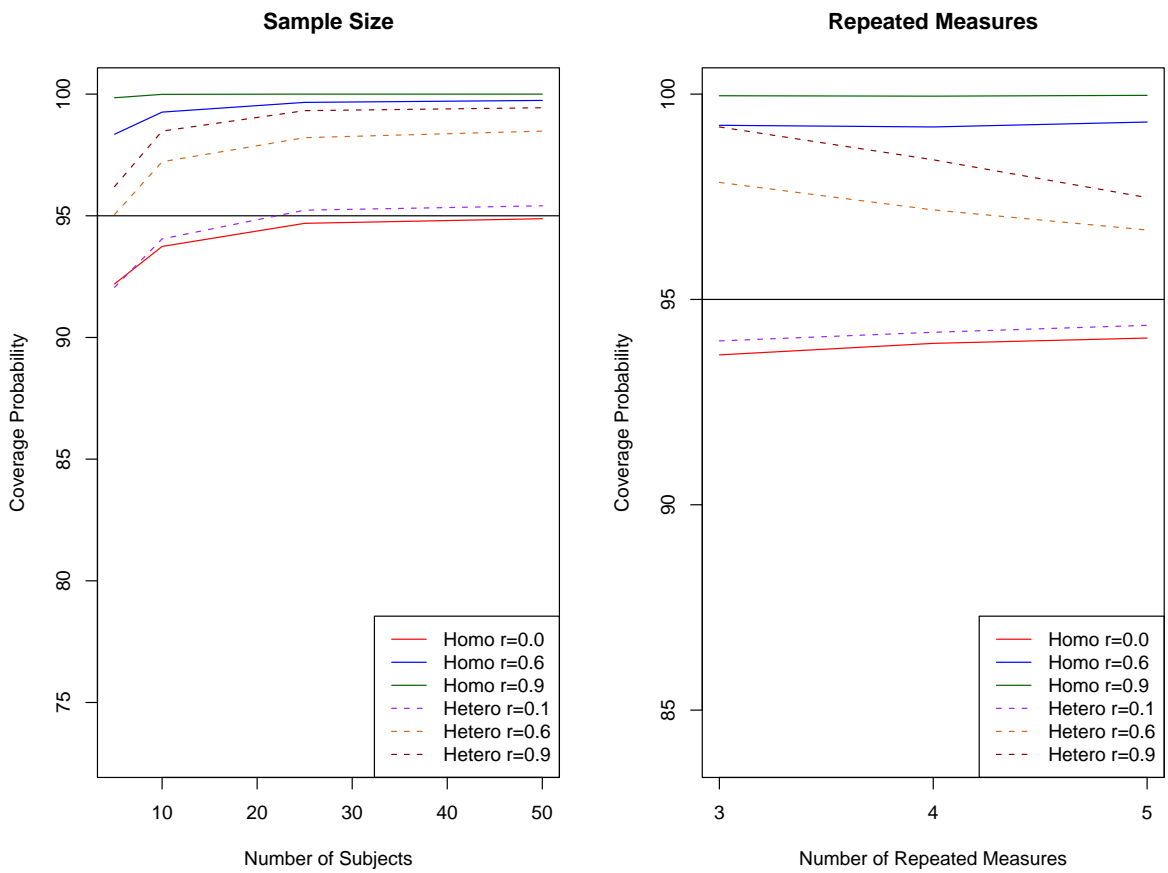 Sample Size
Coverage Probability
100
95
90
85
80
75
10
20
30
40
50
Number of Subjects
Homo r=0.0
Homo r=0.6
Homo r=0.9
Hetero r=0.1
Hetero r=0.6
Hetero r=0.9
Repeated Measures
Coverage Probability
100
95
90
85
3
4
5
Number of Repeated Measures
Homo r=0.0
Homo r=0.6
Homo r=0.9
Hetero r=0.1
Hetero r=0.6
Hetero r=0.9